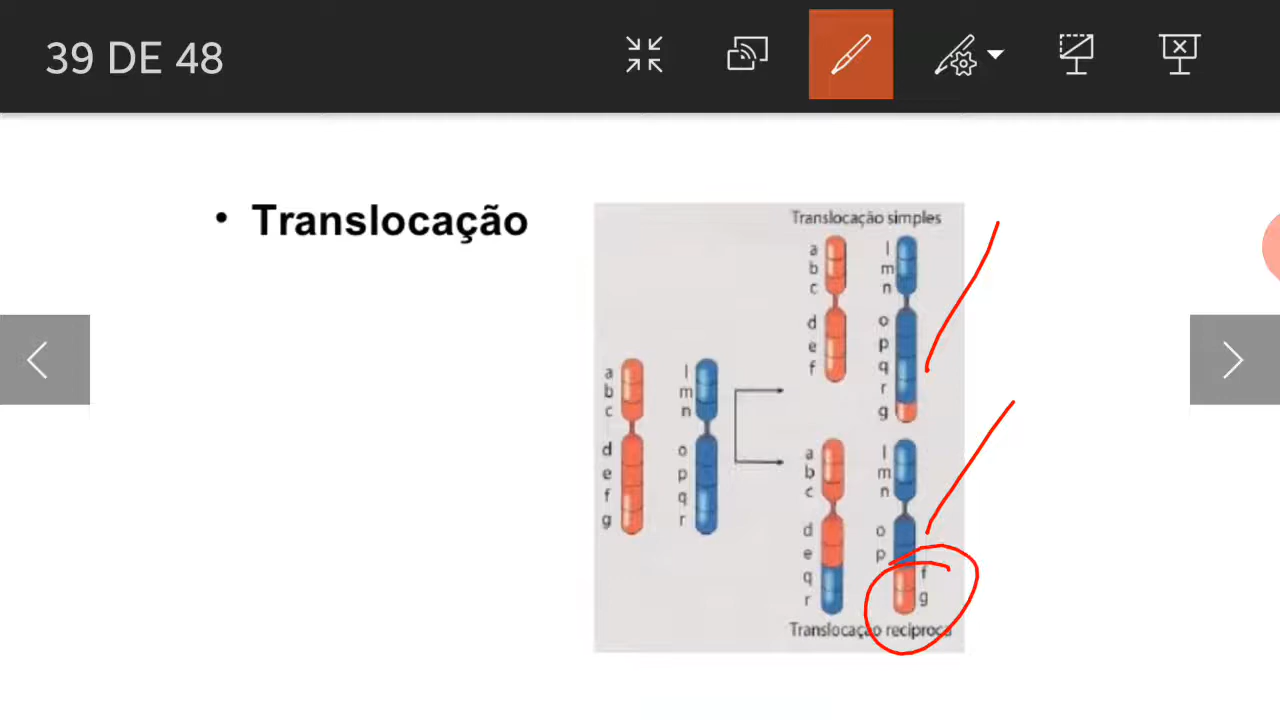 39 DE 48
• Translocação
Translocação simples
a
b
c
d
e
f
l
m
n
o
p
q
r
g
a
b
c
d
e
f
g
l
m
n
o
p
q
r
a
b
c
d
e
q
r
l
m
n
o
p
f
g
Translocação recíproca